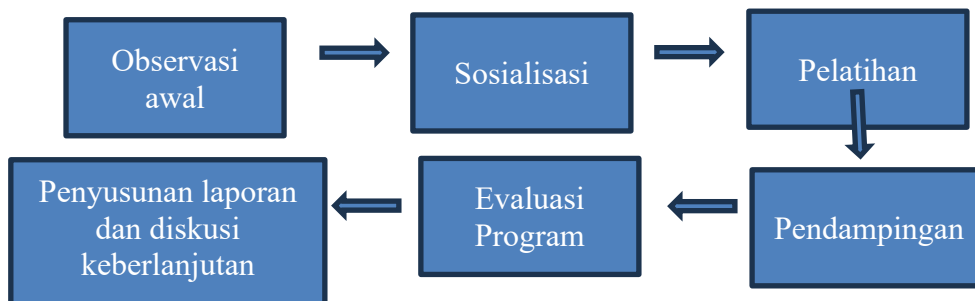 Observasi
awal
Sosialisasi
Pelatihan
Pendampingan
Evaluasi
Program
Penyusunan laporan
dan diskusi
keberlanjutan